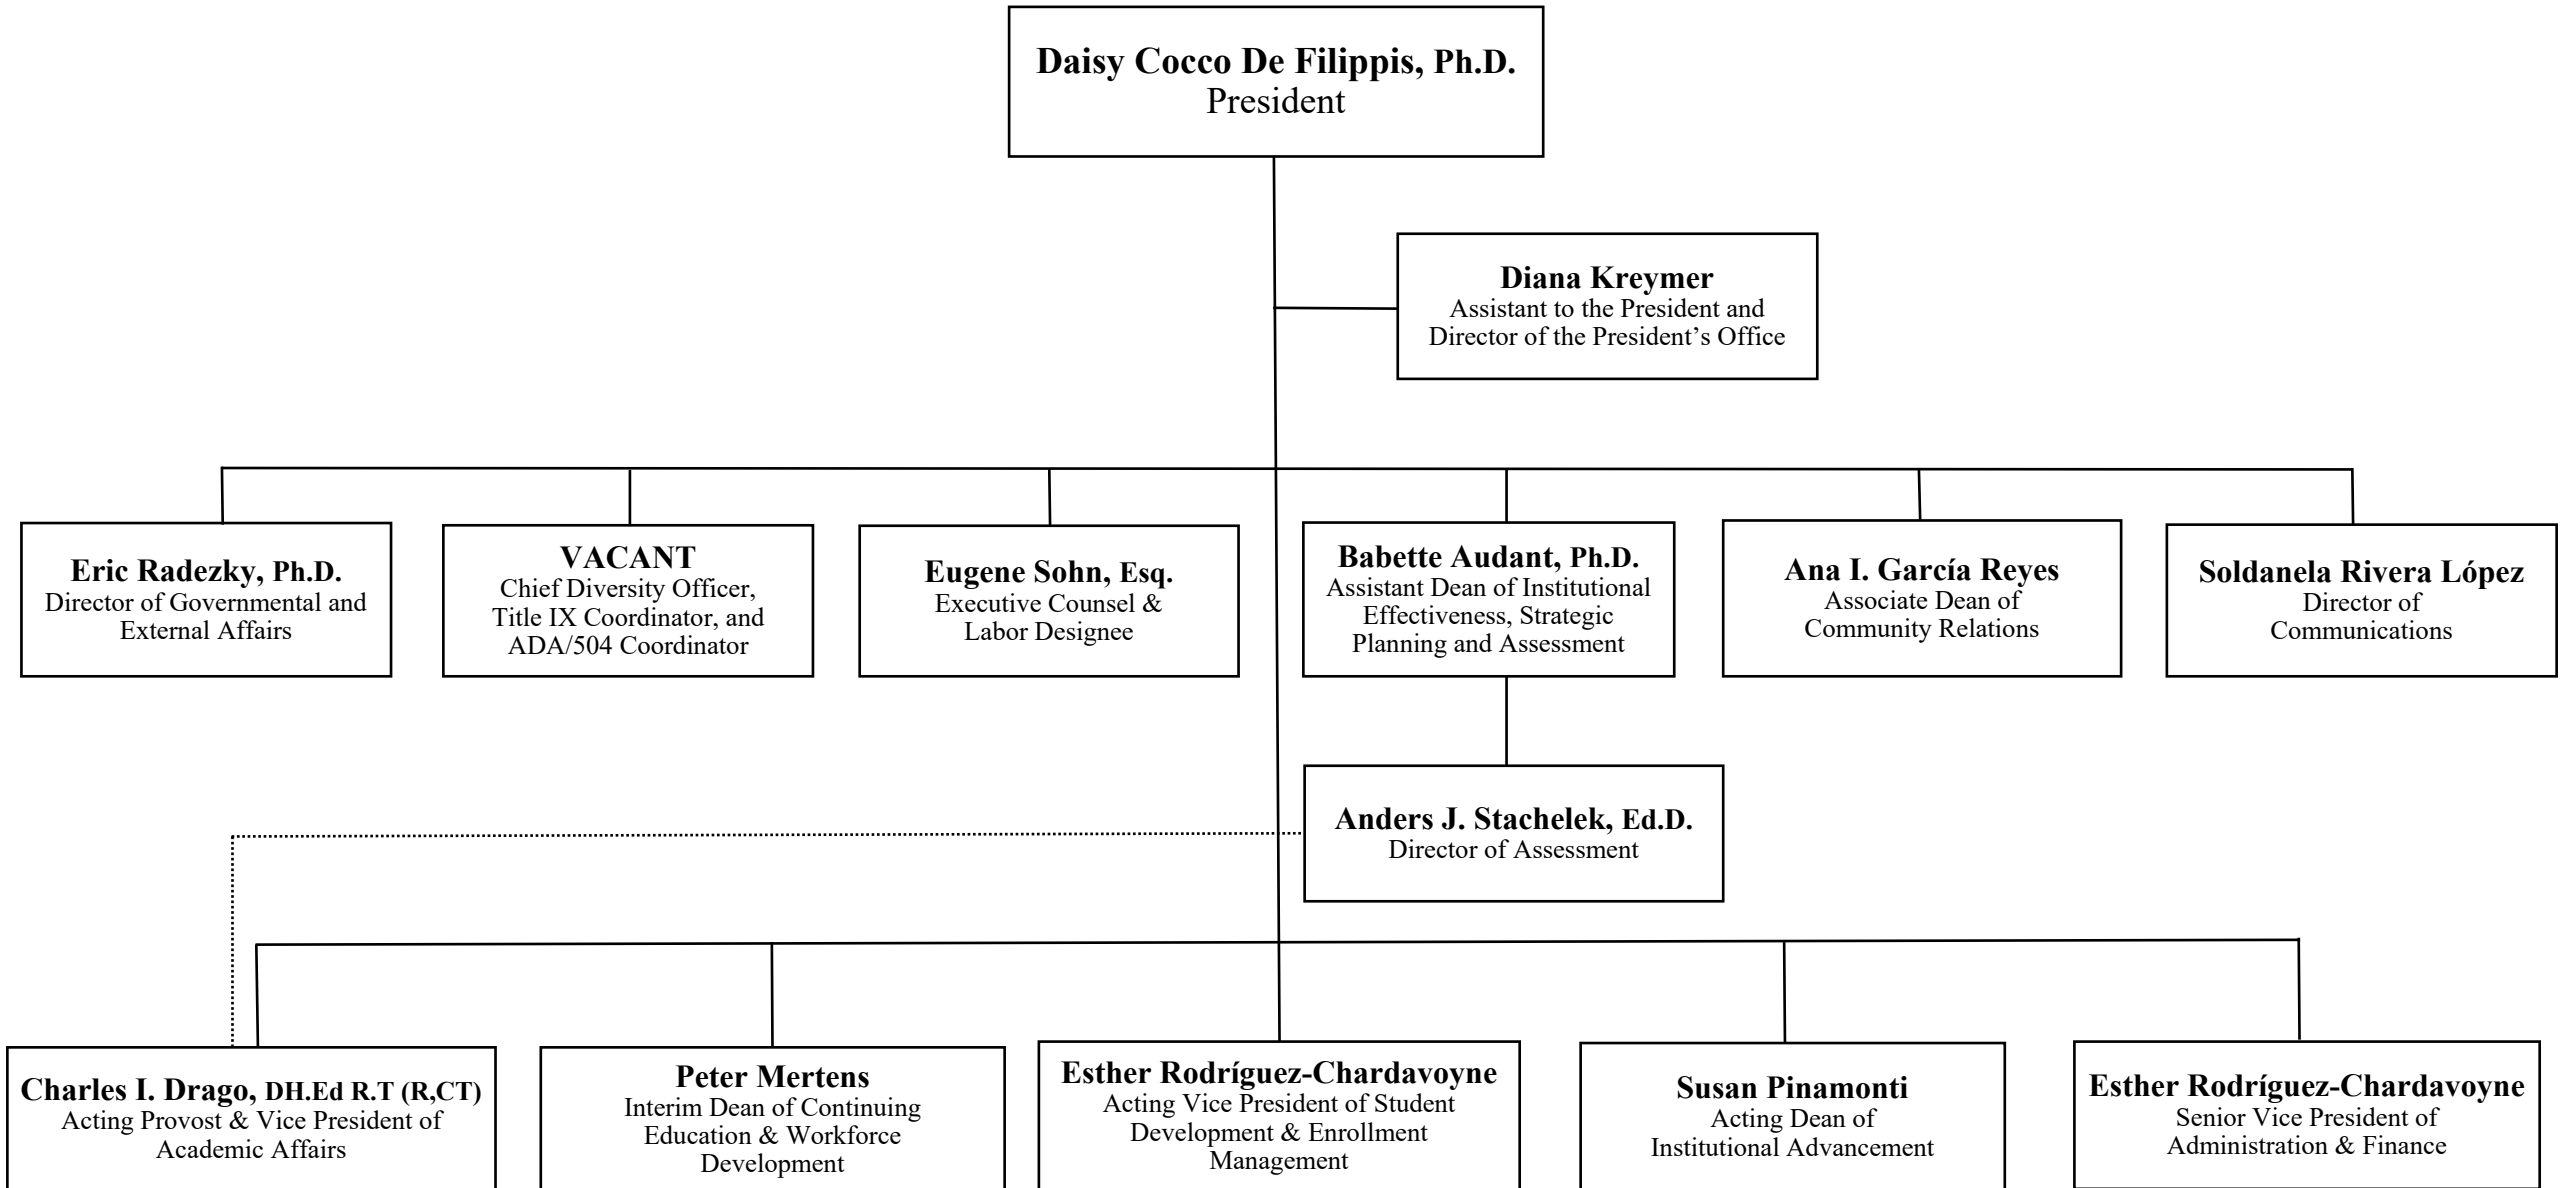 Daisy Cocco De Filippis, Ph.D.
President
Diana Kreymer
Assistant to the President and
Director of the President’s Office
Eric Radezky, Ph.D.
Director of Governmental and
External Affairs
VACANT
Chief Diversity Officer,
Title IX Coordinator, and
ADA/504 Coordinator
Eugene Sohn, Esq.
Executive Counsel &
Labor Designee
Babette Audant, Ph.D.
Assistant Dean of Institutional
Effectiveness, Strategic
Planning and Assessment
Ana I. García Reyes
Associate Dean of
Community Relations
Soldanela Rivera López
Director of
Communications
Anders J. Stachelek, Ed.D.
Director of Assessment
Charles I. Drago, DH.Ed R.T (R,CT)
Acting Provost & Vice President of
Academic Affairs
Peter Mertens
Interim Dean of Continuing
Education & Workforce
Development
Esther Rodríguez-Chardavoyne
Acting Vice President of Student
Development & Enrollment
Management
Susan Pinamonti
Acting Dean of
Institutional Advancement
Esther Rodríguez-Chardavoyne
Senior Vice President of
Administration & Finance